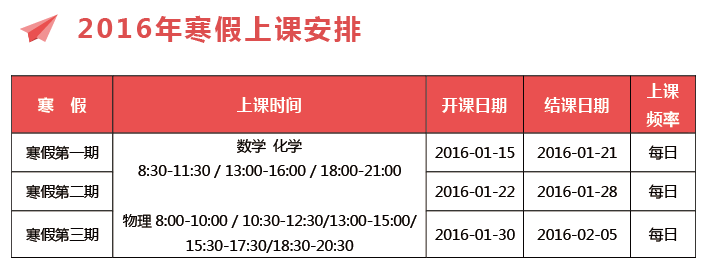 2016年寒假上课安排
寒 假 上课时间 开课日期 结课日期 上课
频率
寒假第一期 数学 化学
8:30-11:30 / 13:00-16:00 / 18:00-21:00 2016-01-15 2016-01-21 每日
寒假第二期 2016-01-22 2016-01-28 每日
寒假第三期 物理 8:00-10:00 / 10:30-12:30/13:00-15:00/
15:30-17:30/18:30-20:30 2016-01-30 2016-02-05 每日